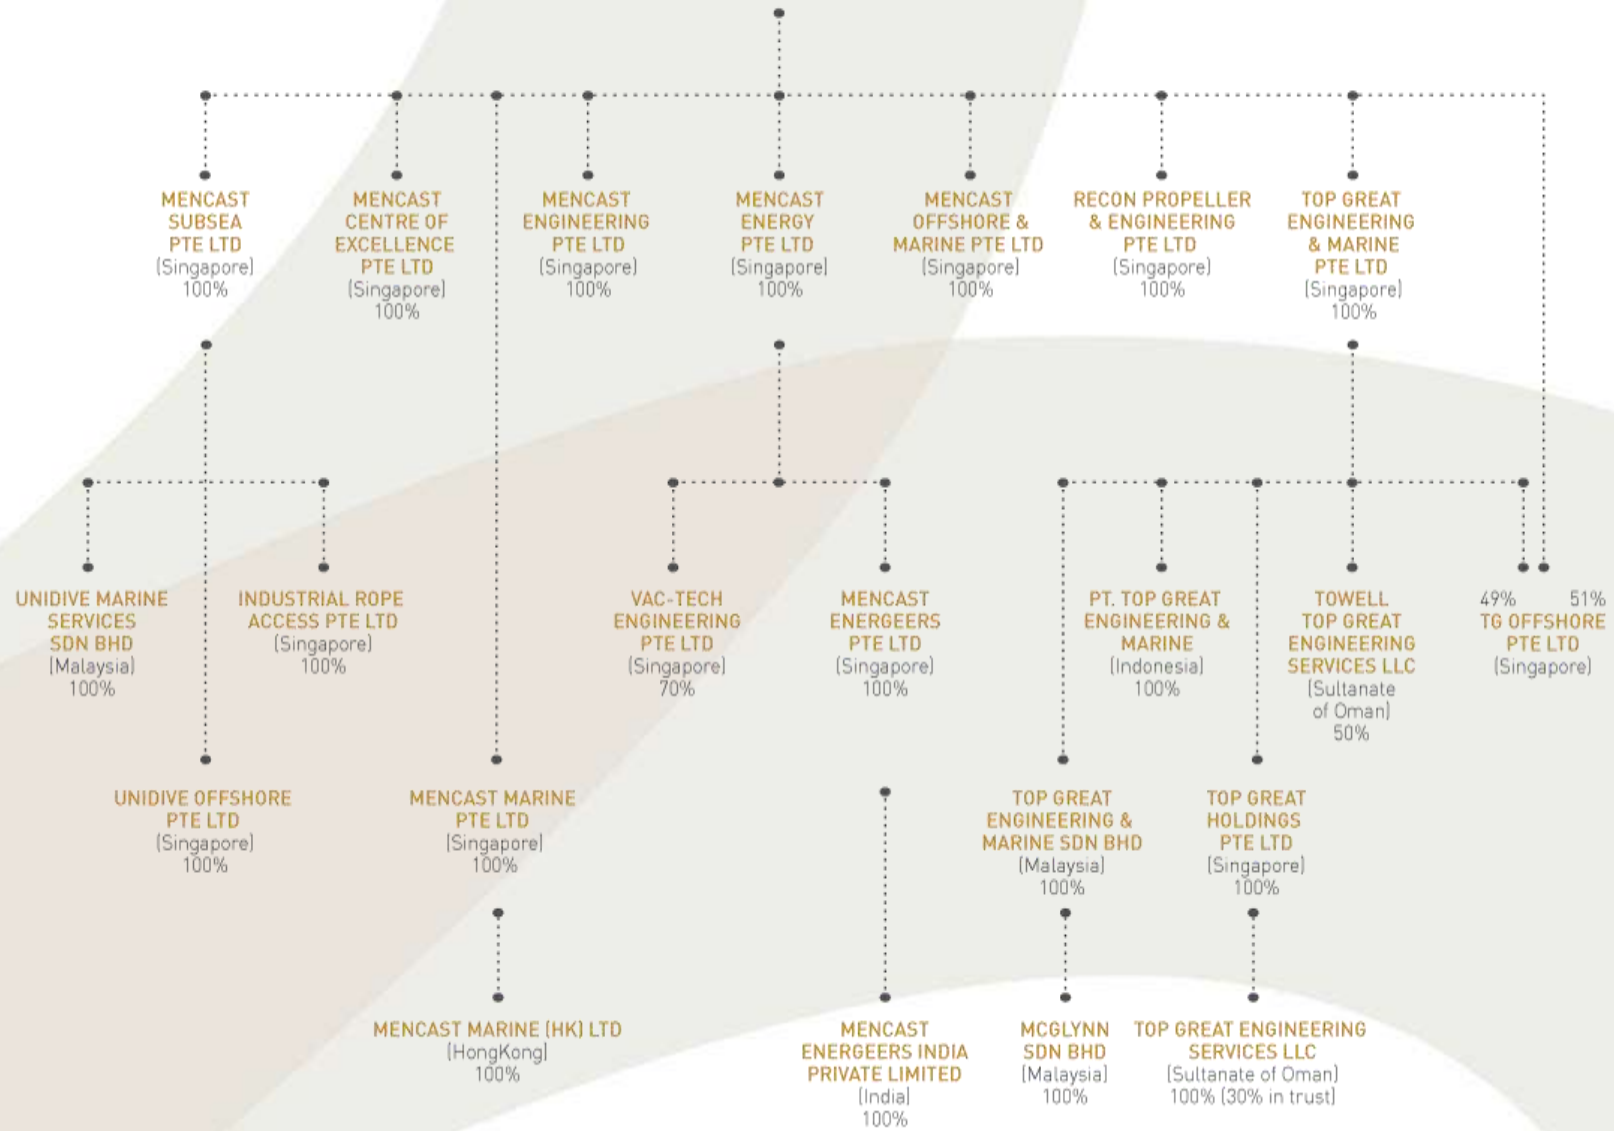 MENCAST
SUBSEA
PTE LTD
(Singapore)
100%
MENCAST
CENTRE OF
EXCELLENCE
PTE LTD
(Singapore)
100%
MENCAST
ENGINEERING
PTE LTD
(Singapore)
100%
MENCAST
ENERGY
PTE LTD
(Singapore)
100%
MENCAST
OFFSHORE &
MARINE PTE LTD
(Singapore)
100%
RECON PROPELLER
& ENGINEERING
PTE LTD
(Singapore)
100%
TOP GREAT
ENGINEERING
& MARINE
PTE LTD
(Singapore)
100%
UNIDIVE MARINE
SERVICES
SDN BHD
(Malaysia)
100%
INDUSTRIAL ROPE
ACCESS PTE LTD
(Singapore)
100%
VAC-TECH
ENGINEERING
PTE LTD
(Singapore)
70%
MENCAST
ENERGEERS
PTE LTD
(Singapore)
100%
PT. TOP GREAT
ENGINEERING &
MARINE
(Indonesia)
100%
TOWELL
TOP GREAT
ENGINEERING
SERVICES LLC
(Sultanate
of Oman)
50%
49% 51%
TG OFFSHORE
PTE LTD
(Singapore)
UNIDIVE OFFSHORE
PTE LTD
(Singapore)
100%
MENCAST MARINE
PTE LTD
(Singapore)
100%
TOP GREAT
ENGINEERING &
MARINE SDN BHD
(Malaysia)
100%
TOP GREAT
HOLDINGS
PTE LTD
(Singapore)
100%
MENCAST MARINE (HK) LTD
(HongKong)
100%
MENCAST
ENERGEERS INDIA
PRIVATE LIMITED
(India)
100%
MCGLYNN
SDN BHD
(Malaysia)
100%
TOP GREAT ENGINEERING
SERVICES LLC
(Sultanate of Oman)
100% (30% in trust)